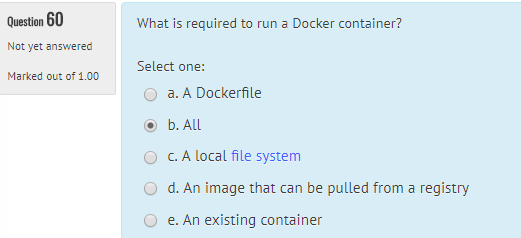 Question 60
Not yet answered
Marked out of 1.00
What is required to run a Docker container?
Select one:
a. A Dockerfile
b. All
c. A local file system
d. An image that can be pulled from a registry
e. An existing container